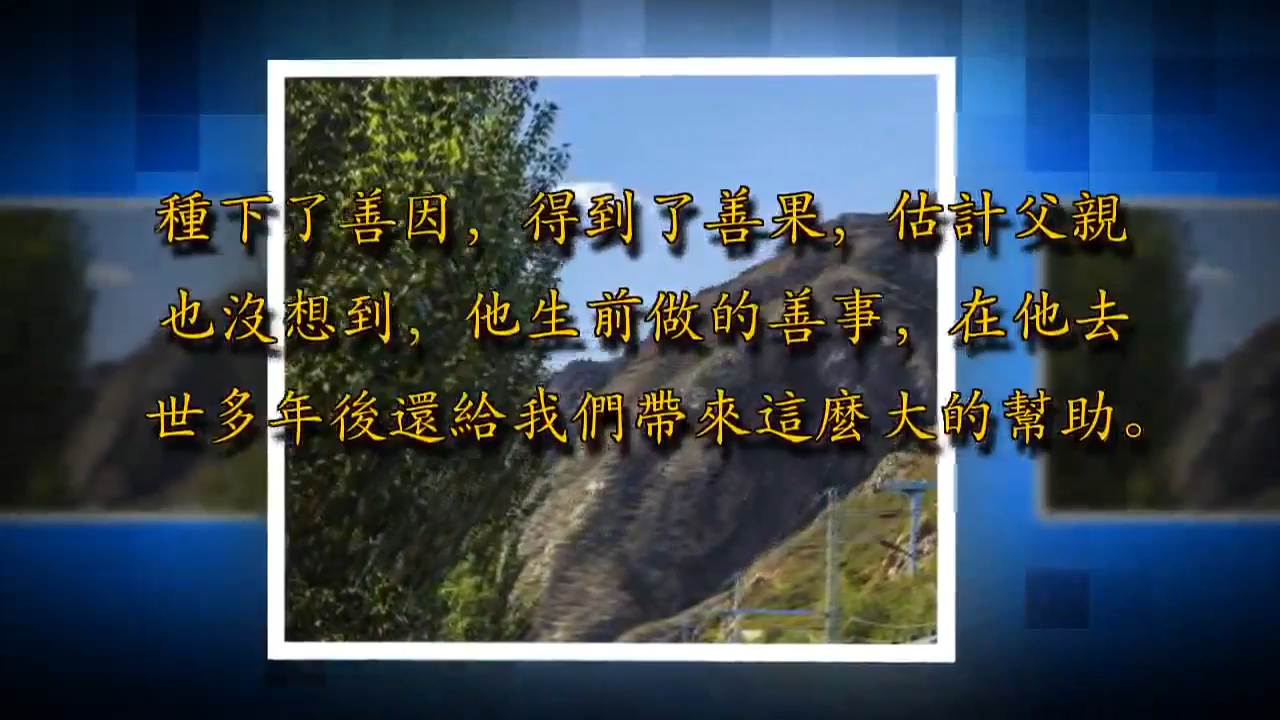 種下了善因，得到了善果，估計父親
也沒想到，他生前做的善事，在他去
世多年後還給我們帶來這麼大的幫助。